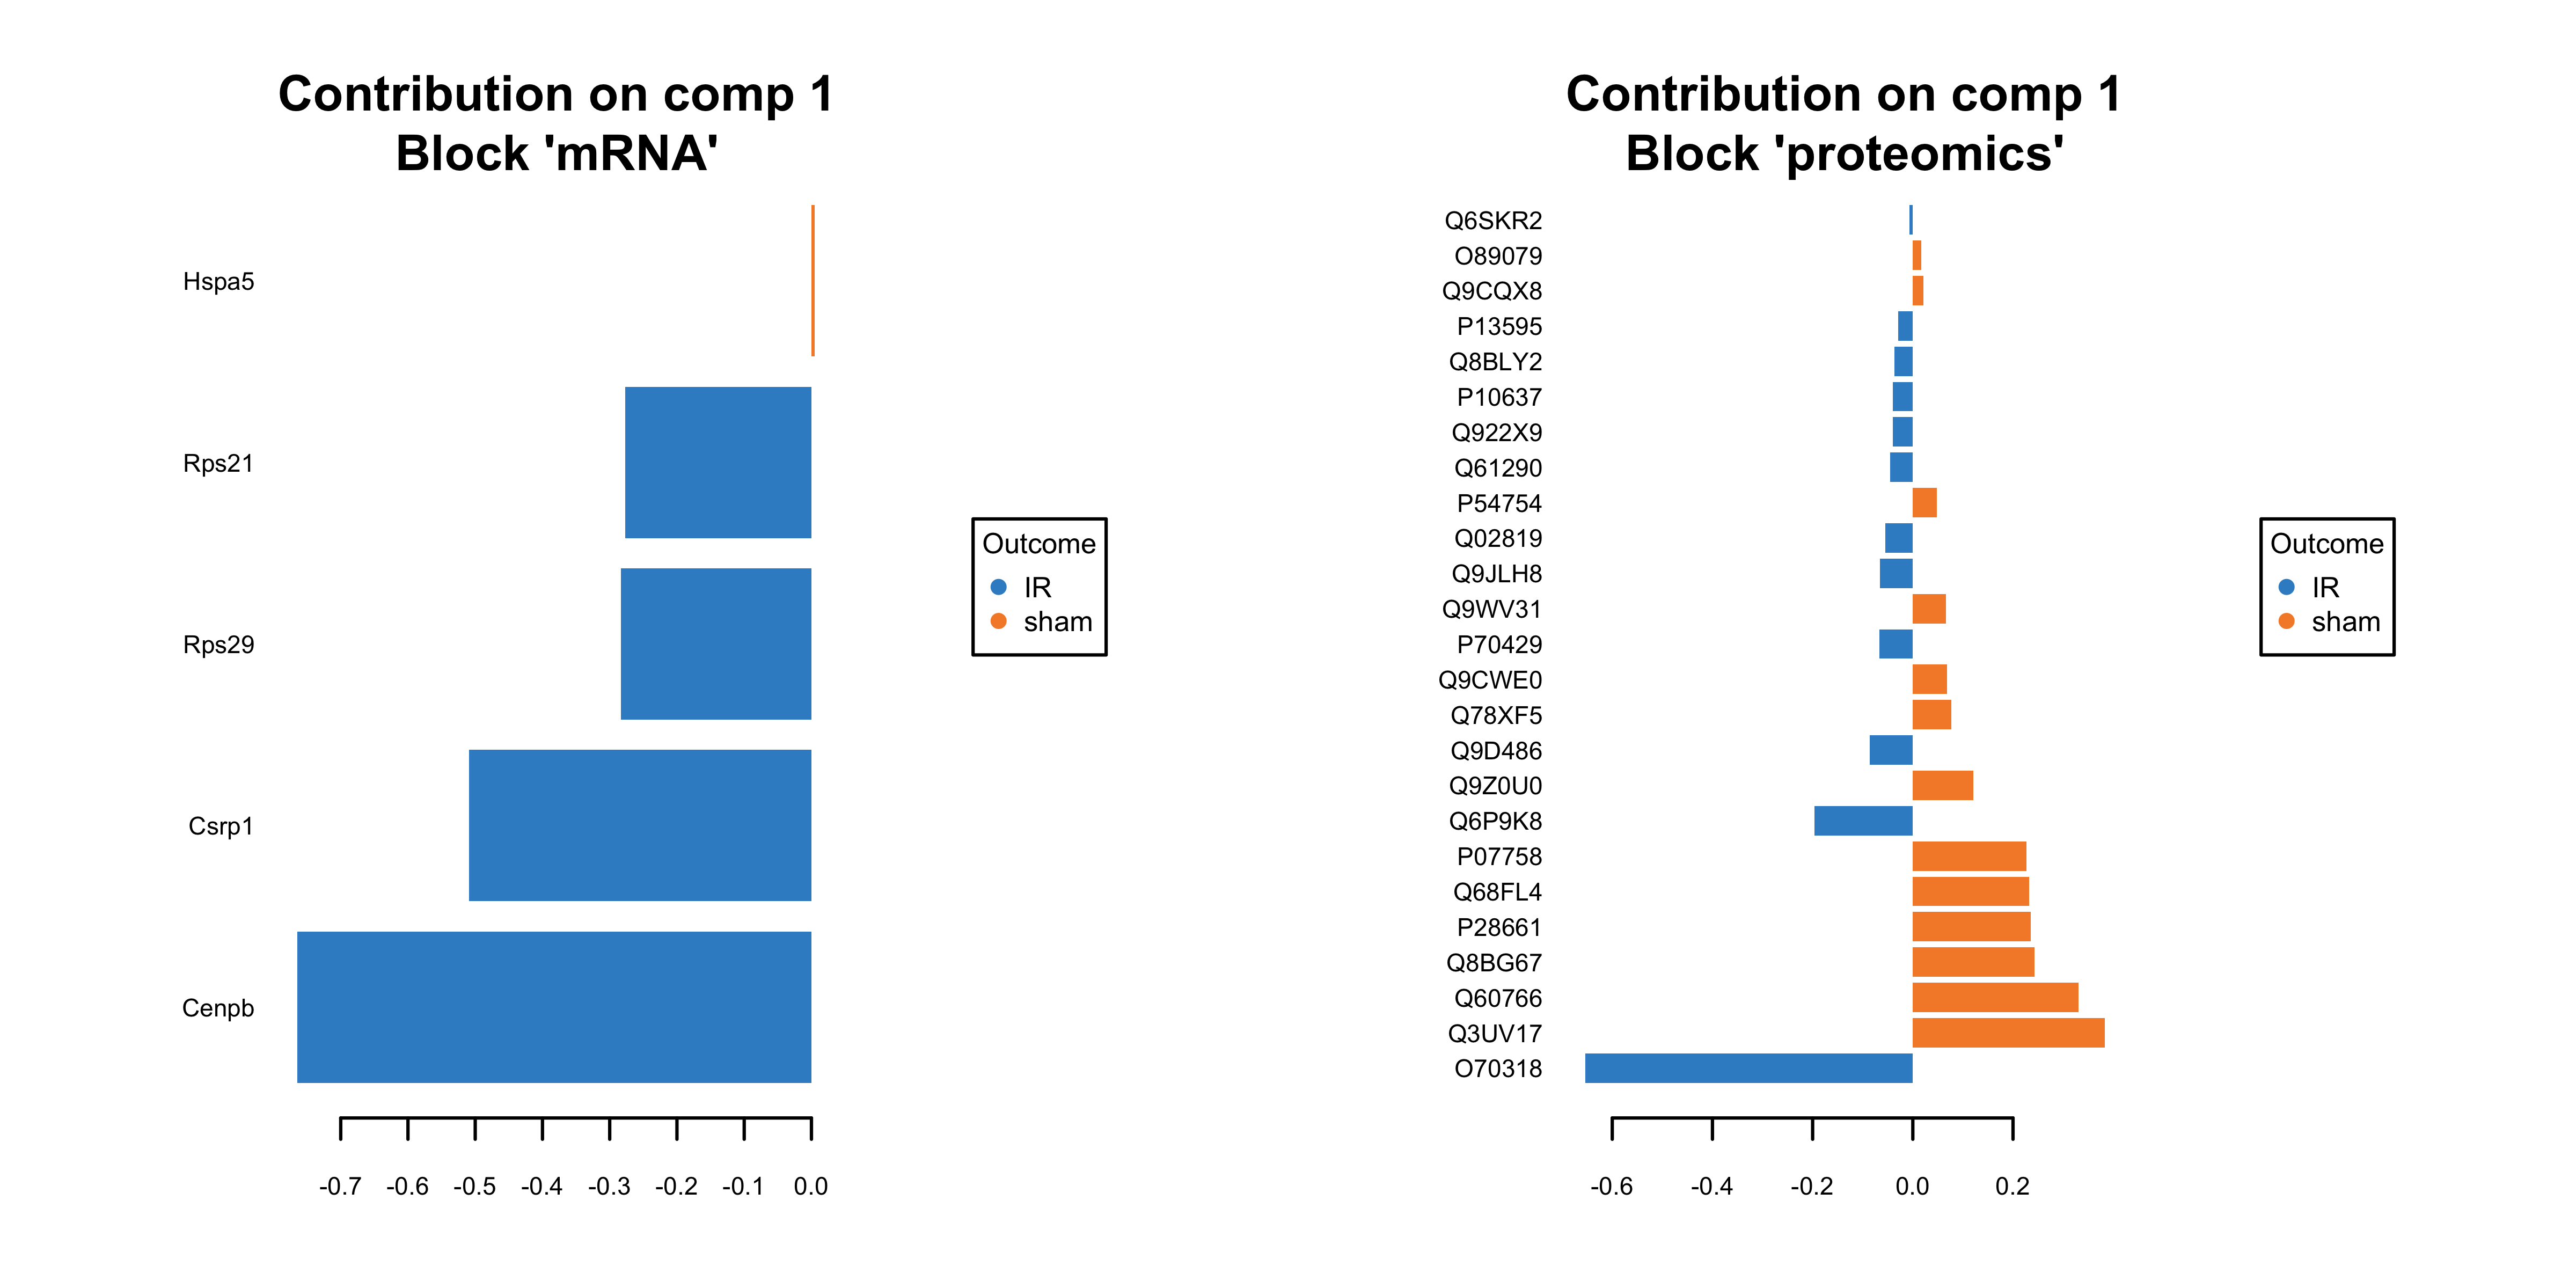 Contribution on comp 1
Block 'mRNA'
Hspa5
Rps21
Rps29
Csrp1
Cenpb
-0.7 -0.6 -0.5 -0.4 -0.3 -0.2 -0.1 0.0
Outcome
IR
sham
Contribution on comp 1
Block 'proteomics'
Q6SKR2
O89079
Q9CQX8
P13595
Q8BLY2
P10637
Q922X9
Q61290
P54754
Q02819
Q9JLH8
Q9WV31
P70429
Q9CWE0
Q78XF5
Q9D486
Q9Z0U0
Q6P9K8
P07758
Q68FL4
P28661
Q8BG67
Q60766
Q3UV17
O70318
-0.6 -0.4 -0.2 0.0 0.2
Outcome
IR
sham